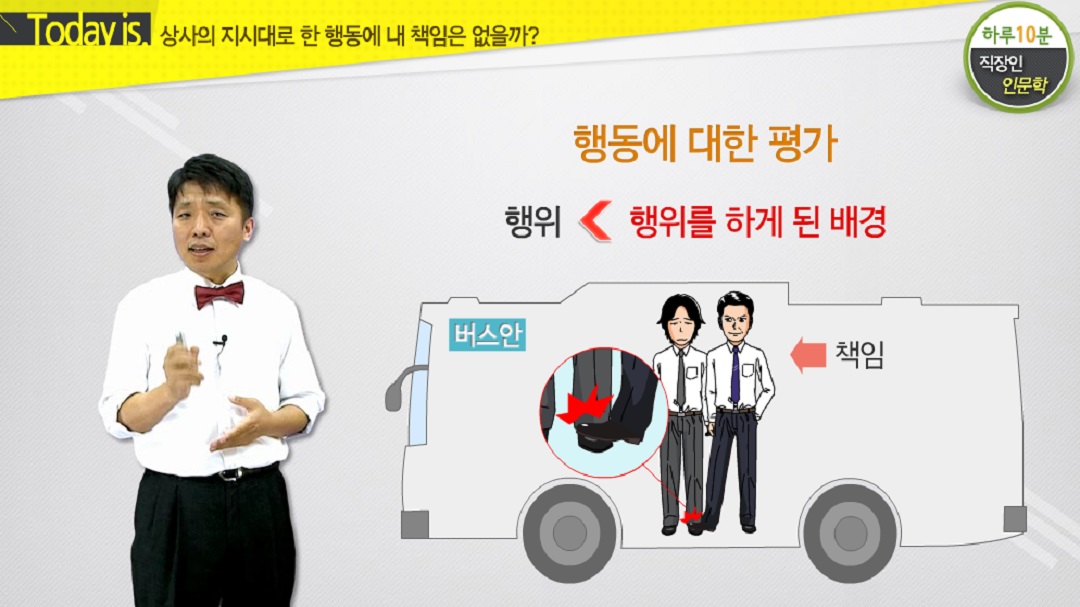 Today is. 상사의 지시대로 한 행동에 내 책임은 없을까?
하루10분
직장인
인문학
행동에 대한 평가
행위 < 행위를 하게 된 배경
버스안
책임